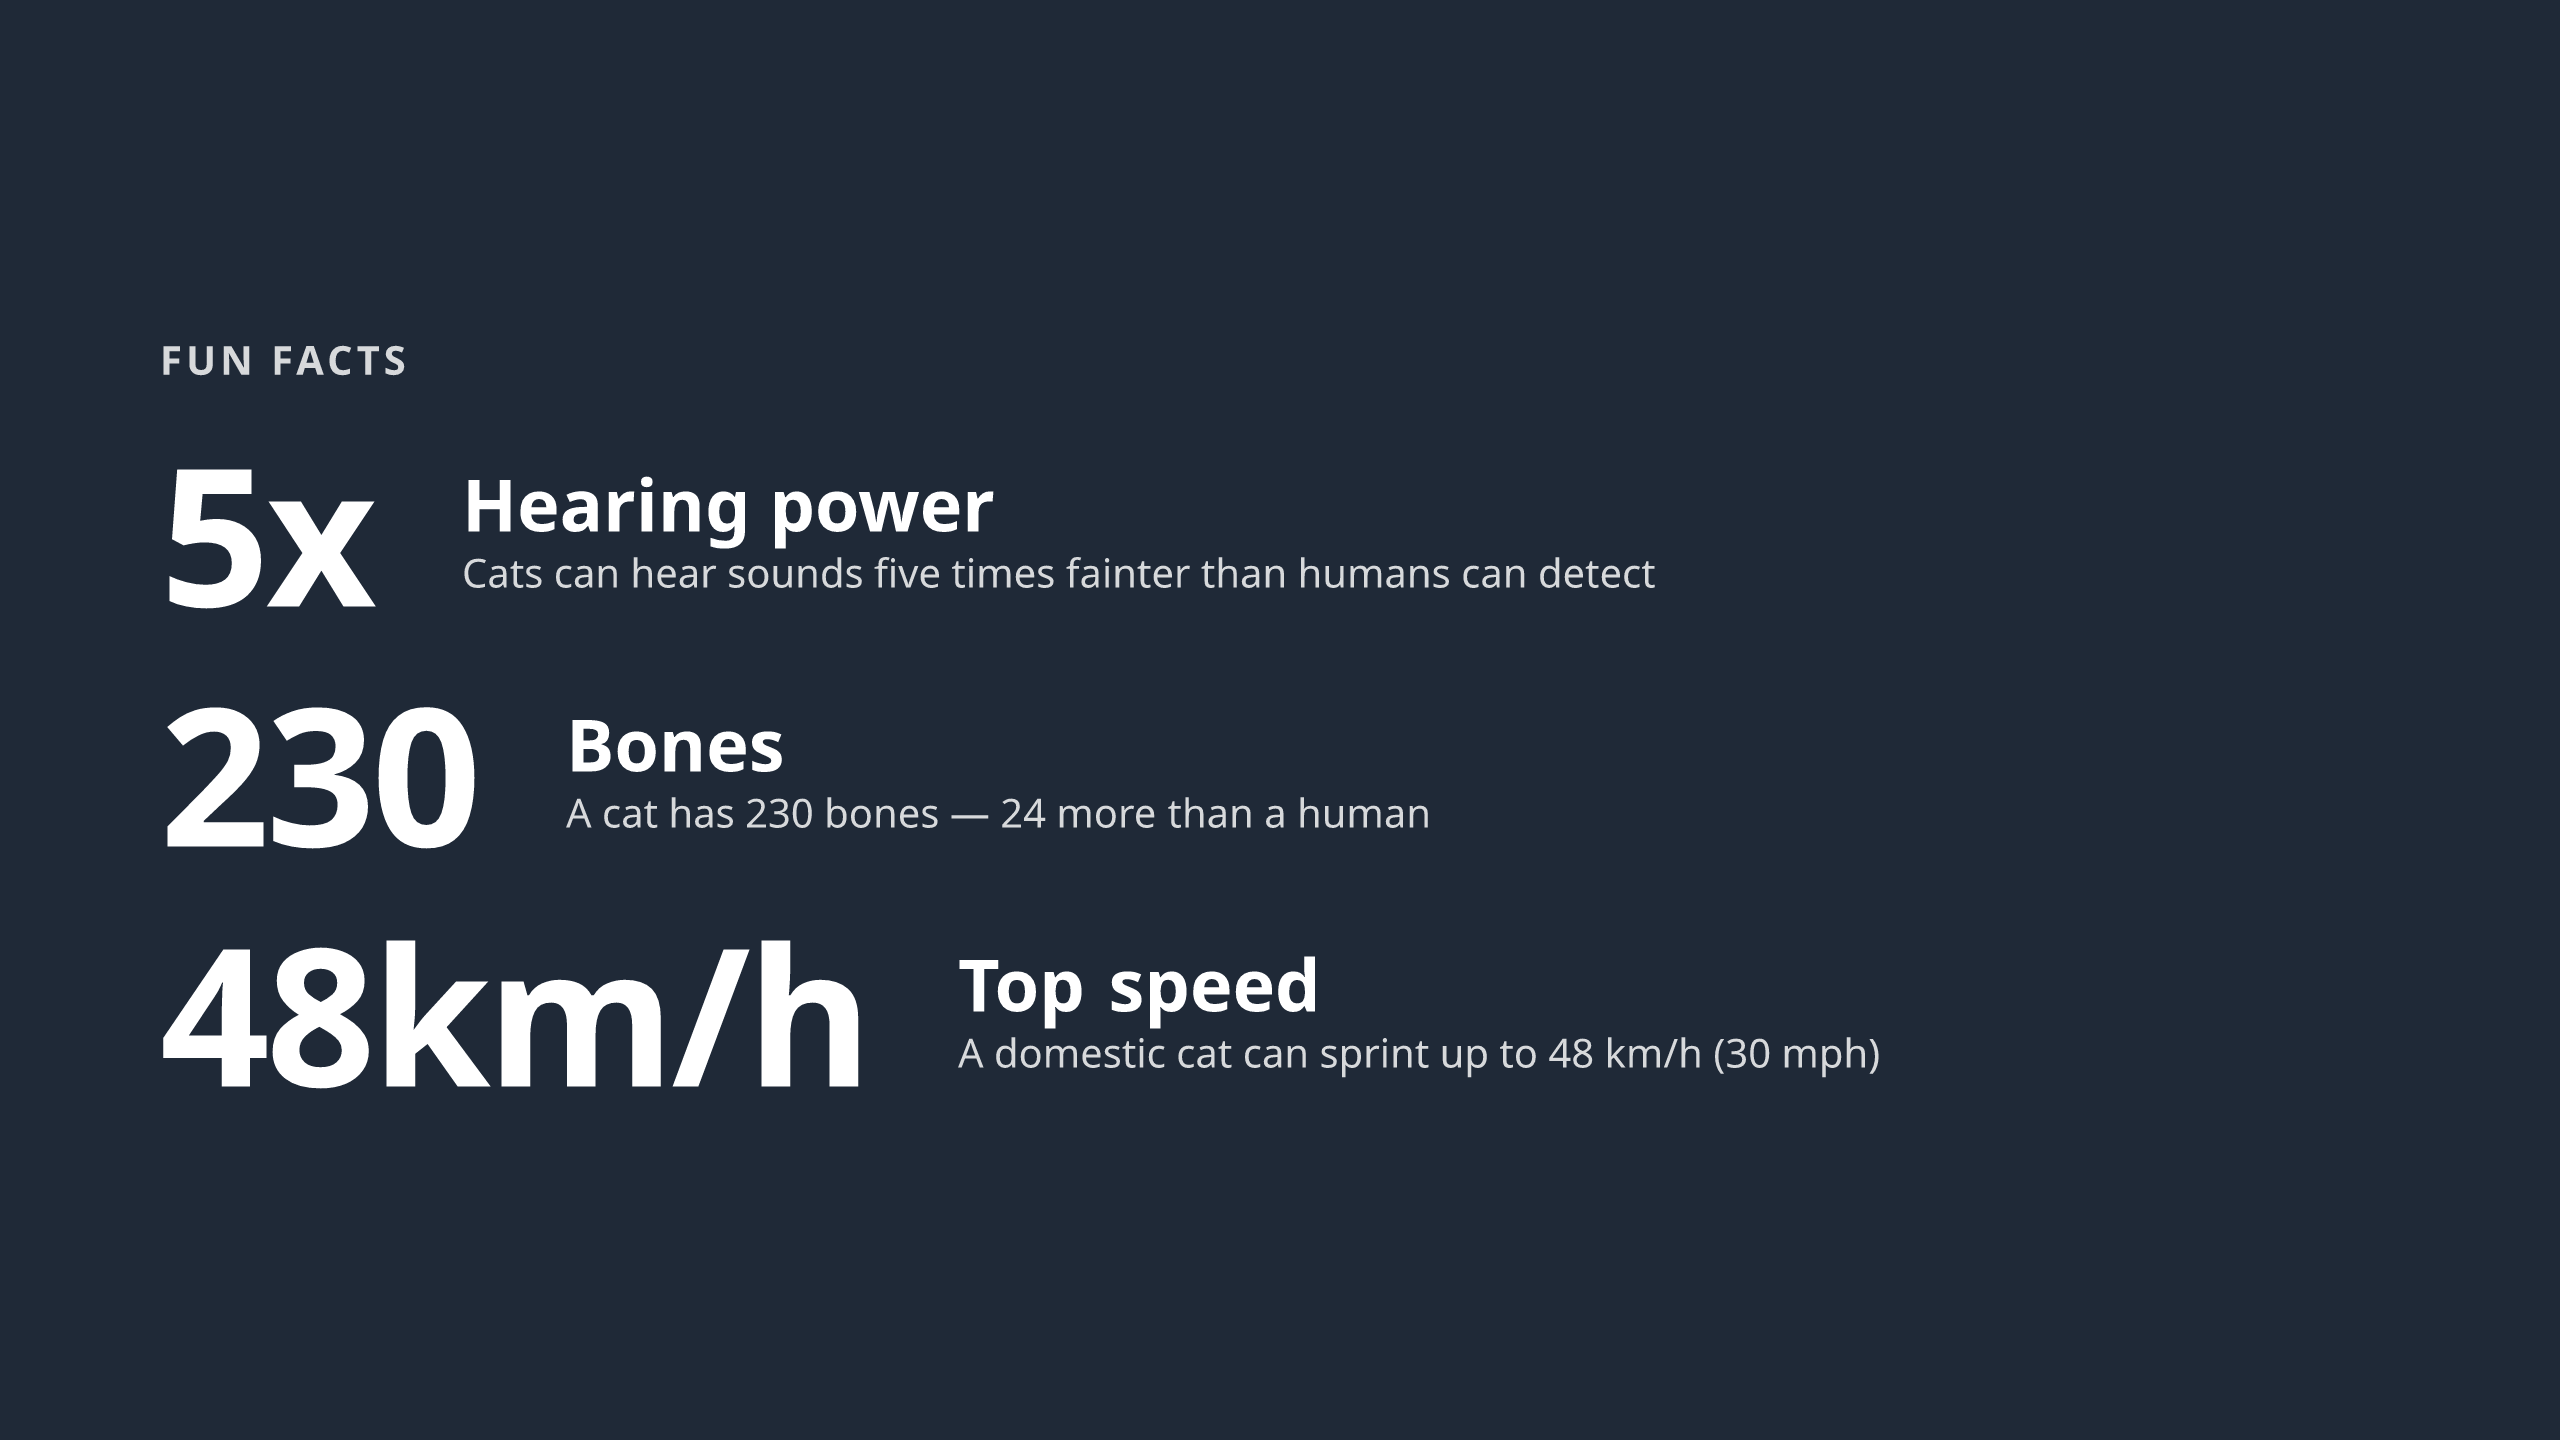 FUN FACTS
5x
Hearing power
Cats can hear sounds five times fainter than humans can detect
230
Bones
A cat has 230 bones — 24 more than a human
48km/h
Top speed
A domestic cat can sprint up to 48 km/h (30 mph)